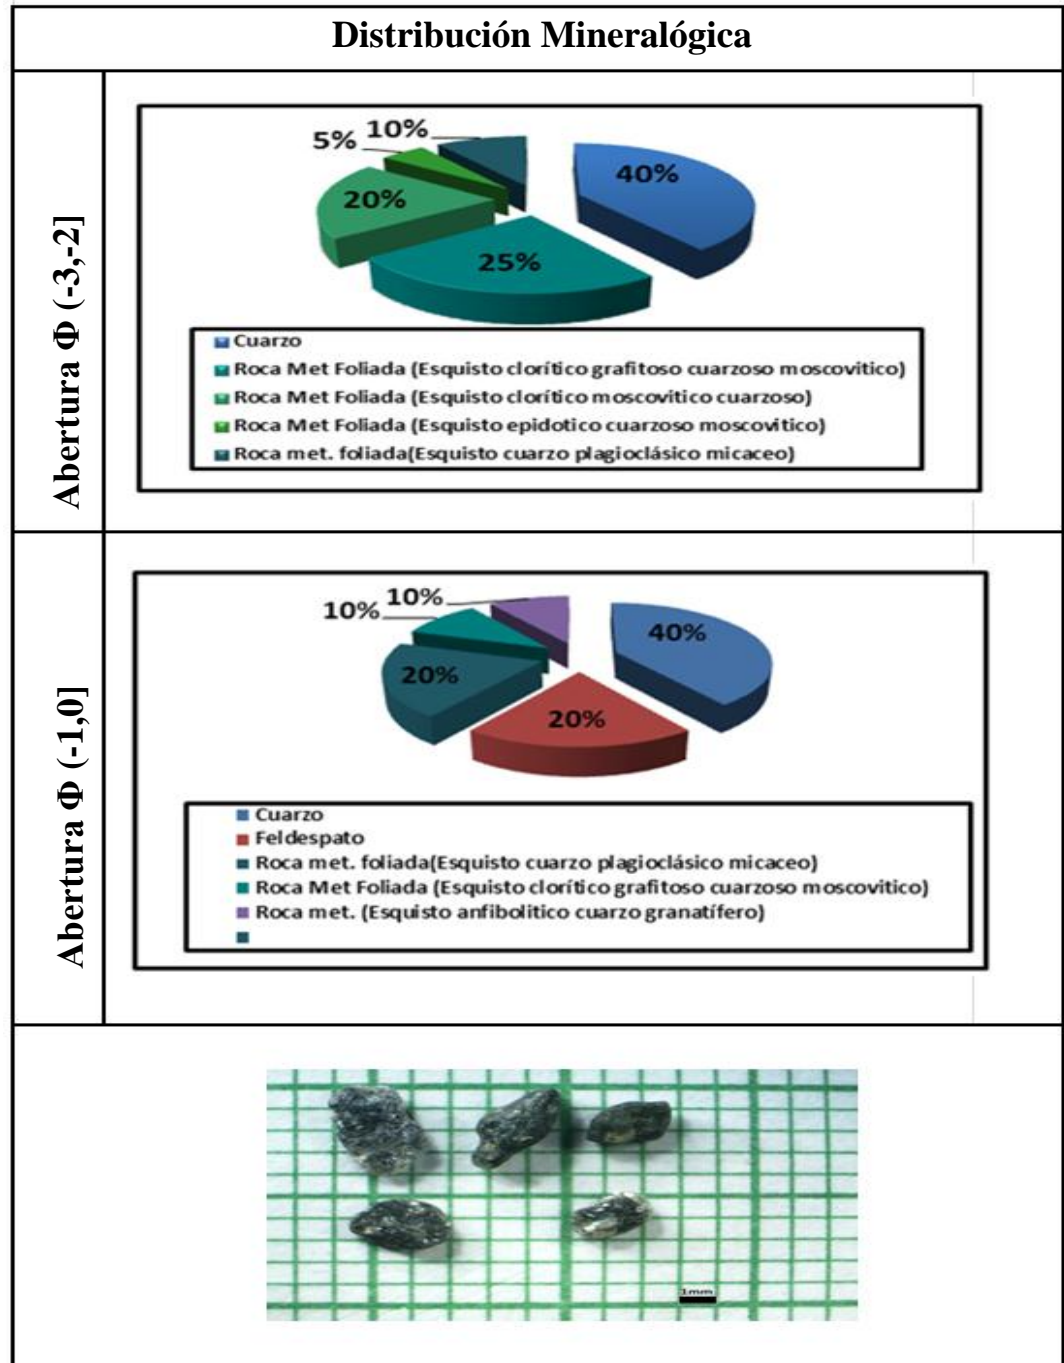 Distribución Mineralógica
Abertura Φ (-3,-2]
10%
5%
40%
20%
25%
Cuarzo
Roca Met Foliada (Esquisto clorítico grafitoso cuarzoso moscovitico)
Roca Met Foliada (Esquisto clorítico moscovitico cuarzoso)
Roca Met Foliada (Esquisto epidotico cuarzoso moscovitico)
Roca met. foliada(Esquisto cuarzo plagioclásico micaceo)
Abertura Φ (-1,0]
10%
10%
40%
20%
20%
Cuarzo
Feldespato
Roca met. foliada(Esquisto cuarzo plagioclásico micaceo)
Roca Met Foliada (Esquisto clorítico grafitoso cuarzoso moscovitico)
Roca met. (Esquisto anfibolitico cuarzo granatífero)
1mm